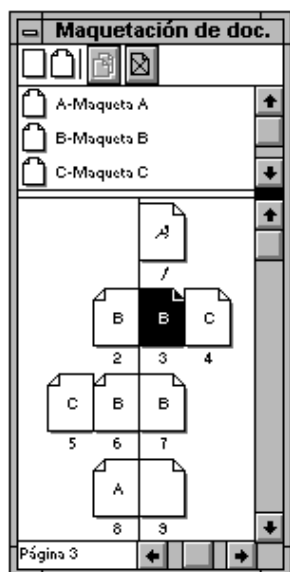 Maquetación de doc.
A-Maqueta A
B-Maqueta B
C-Maqueta C
A
1
B B C
2 3 4
C B B
5 6 7
A
8 9
Página 3